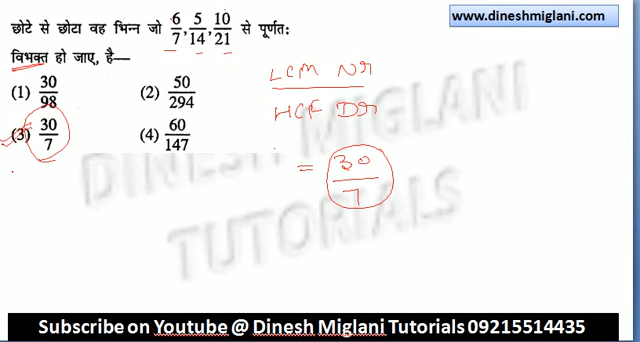 www.dineshmiglani.com
छोटे से छोटा वह भिन्न जो 6/7, 5/14, 10/21 से पूर्णतः
विभक्त हो जाए, है—
(1) 30/98 (2) 50/294
(3) 30/7 (4) 60/147
LCM Nr
HCF Dr
= 30/7
DINESH MIGLANI
TUTORIALS
Subscribe on Youtube @ Dinesh Miglani Tutorials 09215514435